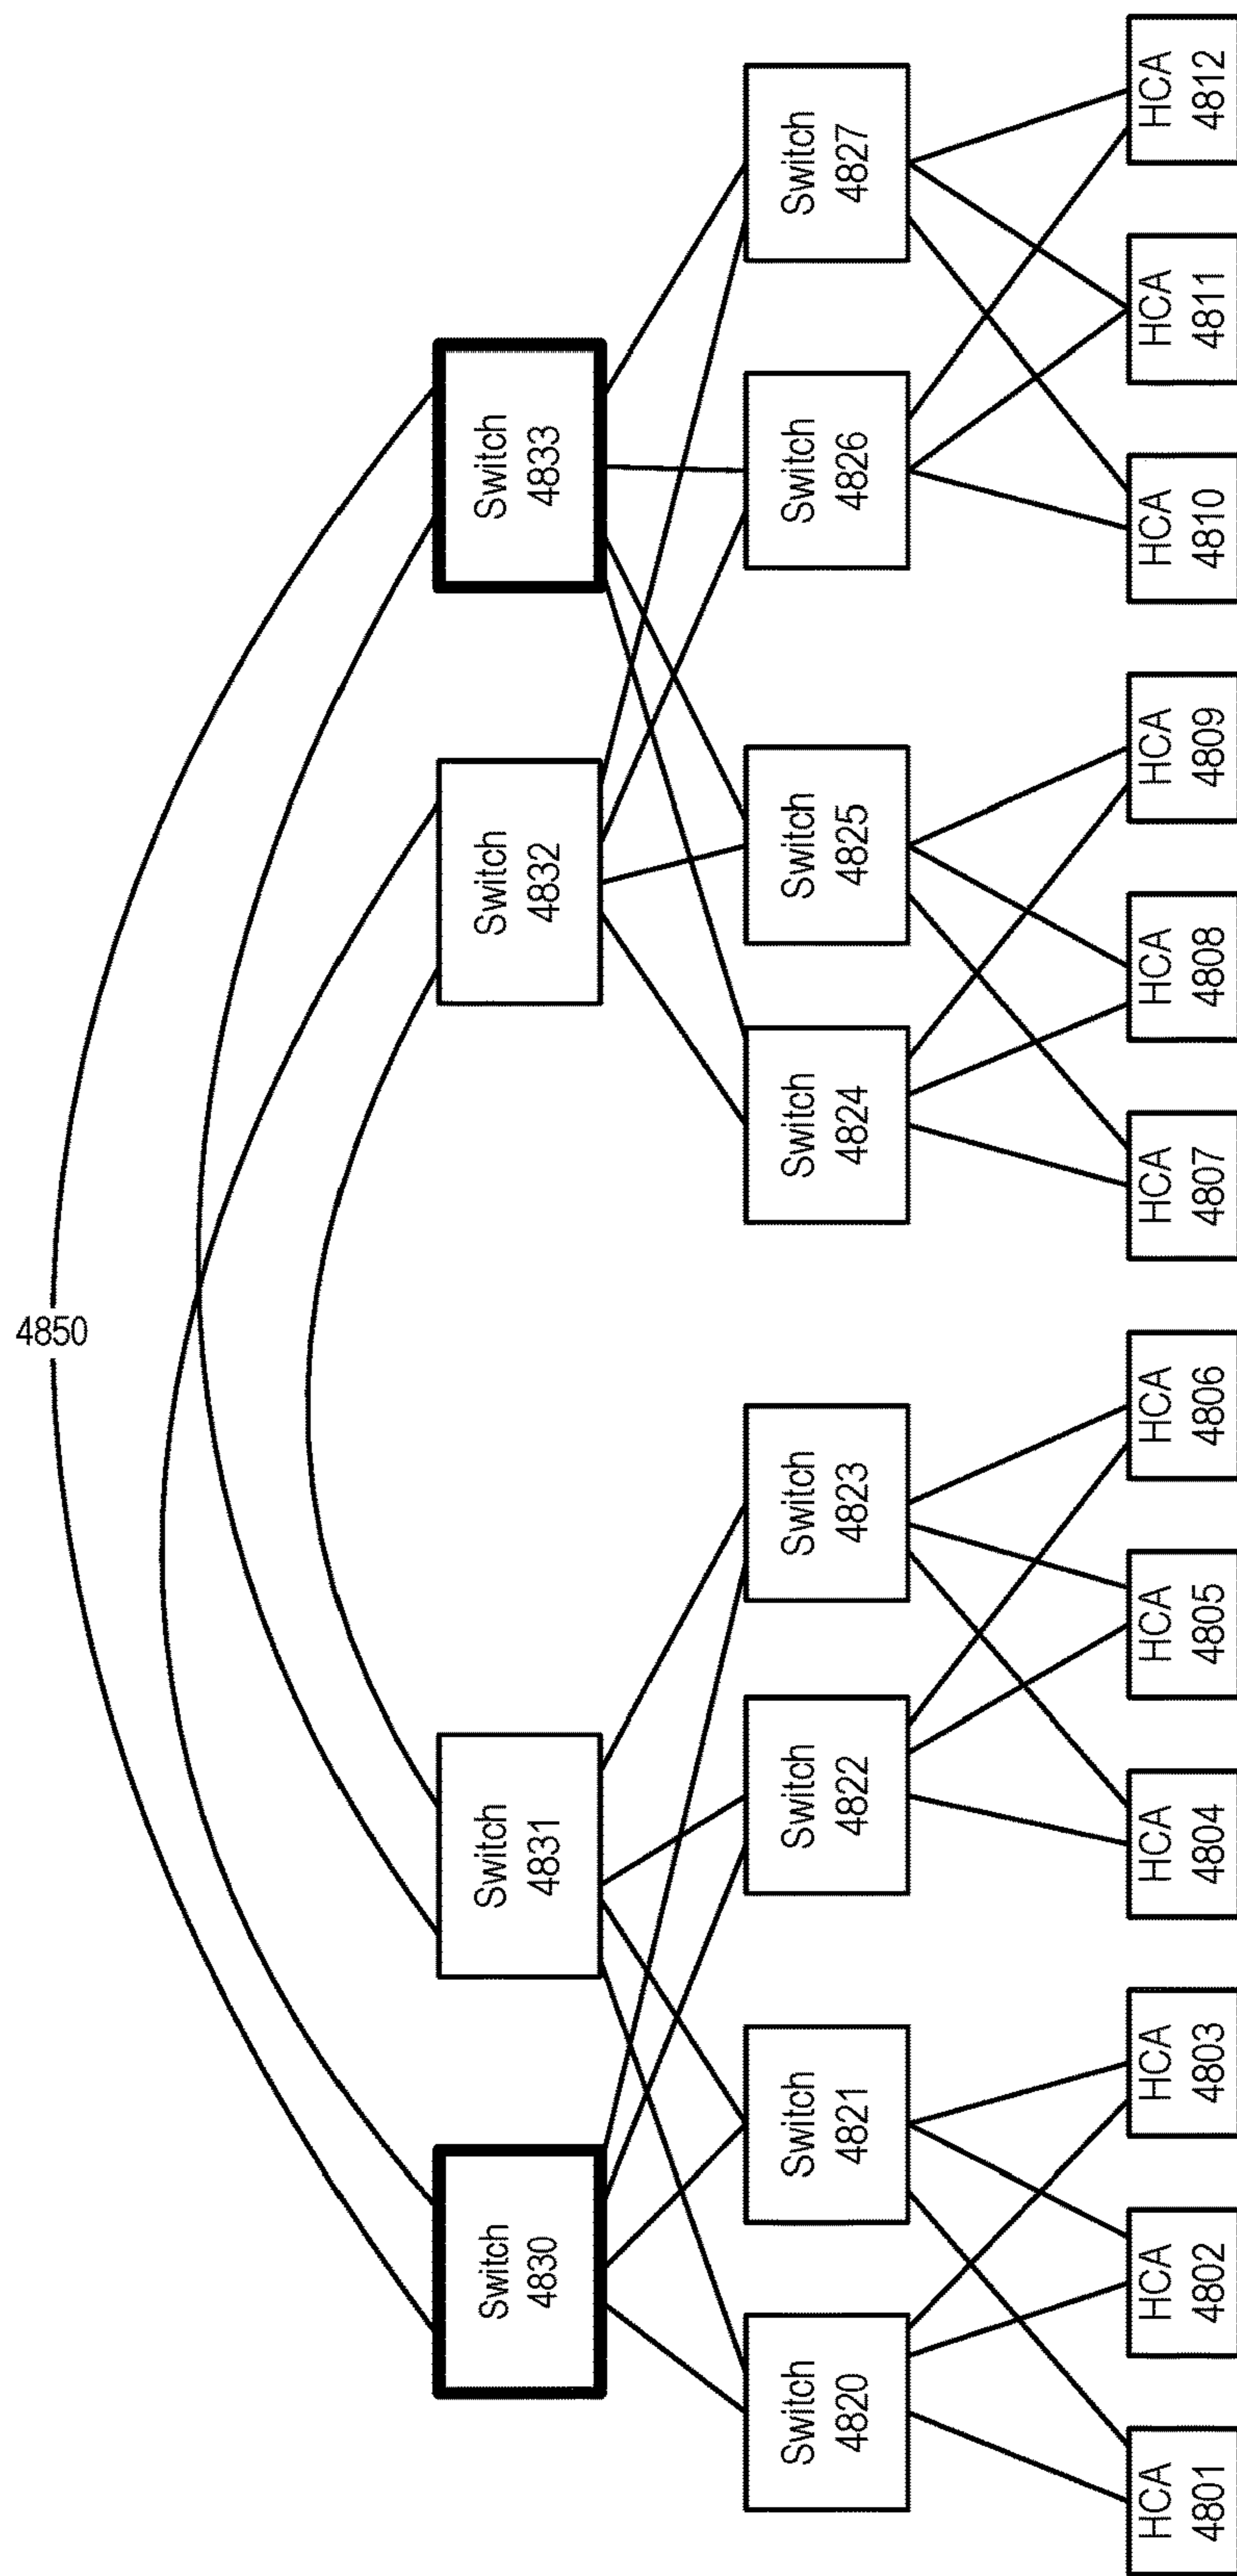 4850
Switch
4830
Switch
4831
Switch
4832
Switch
4833
Switch
4820
Switch
4821
Switch
4822
Switch
4823
Switch
4824
Switch
4825
Switch
4826
Switch
4827
HCA
4801
HCA
4802
HCA
4803
HCA
4804
HCA
4805
HCA
4806
HCA
4807
HCA
4808
HCA
4809
HCA
4810
HCA
4811
HCA
4812